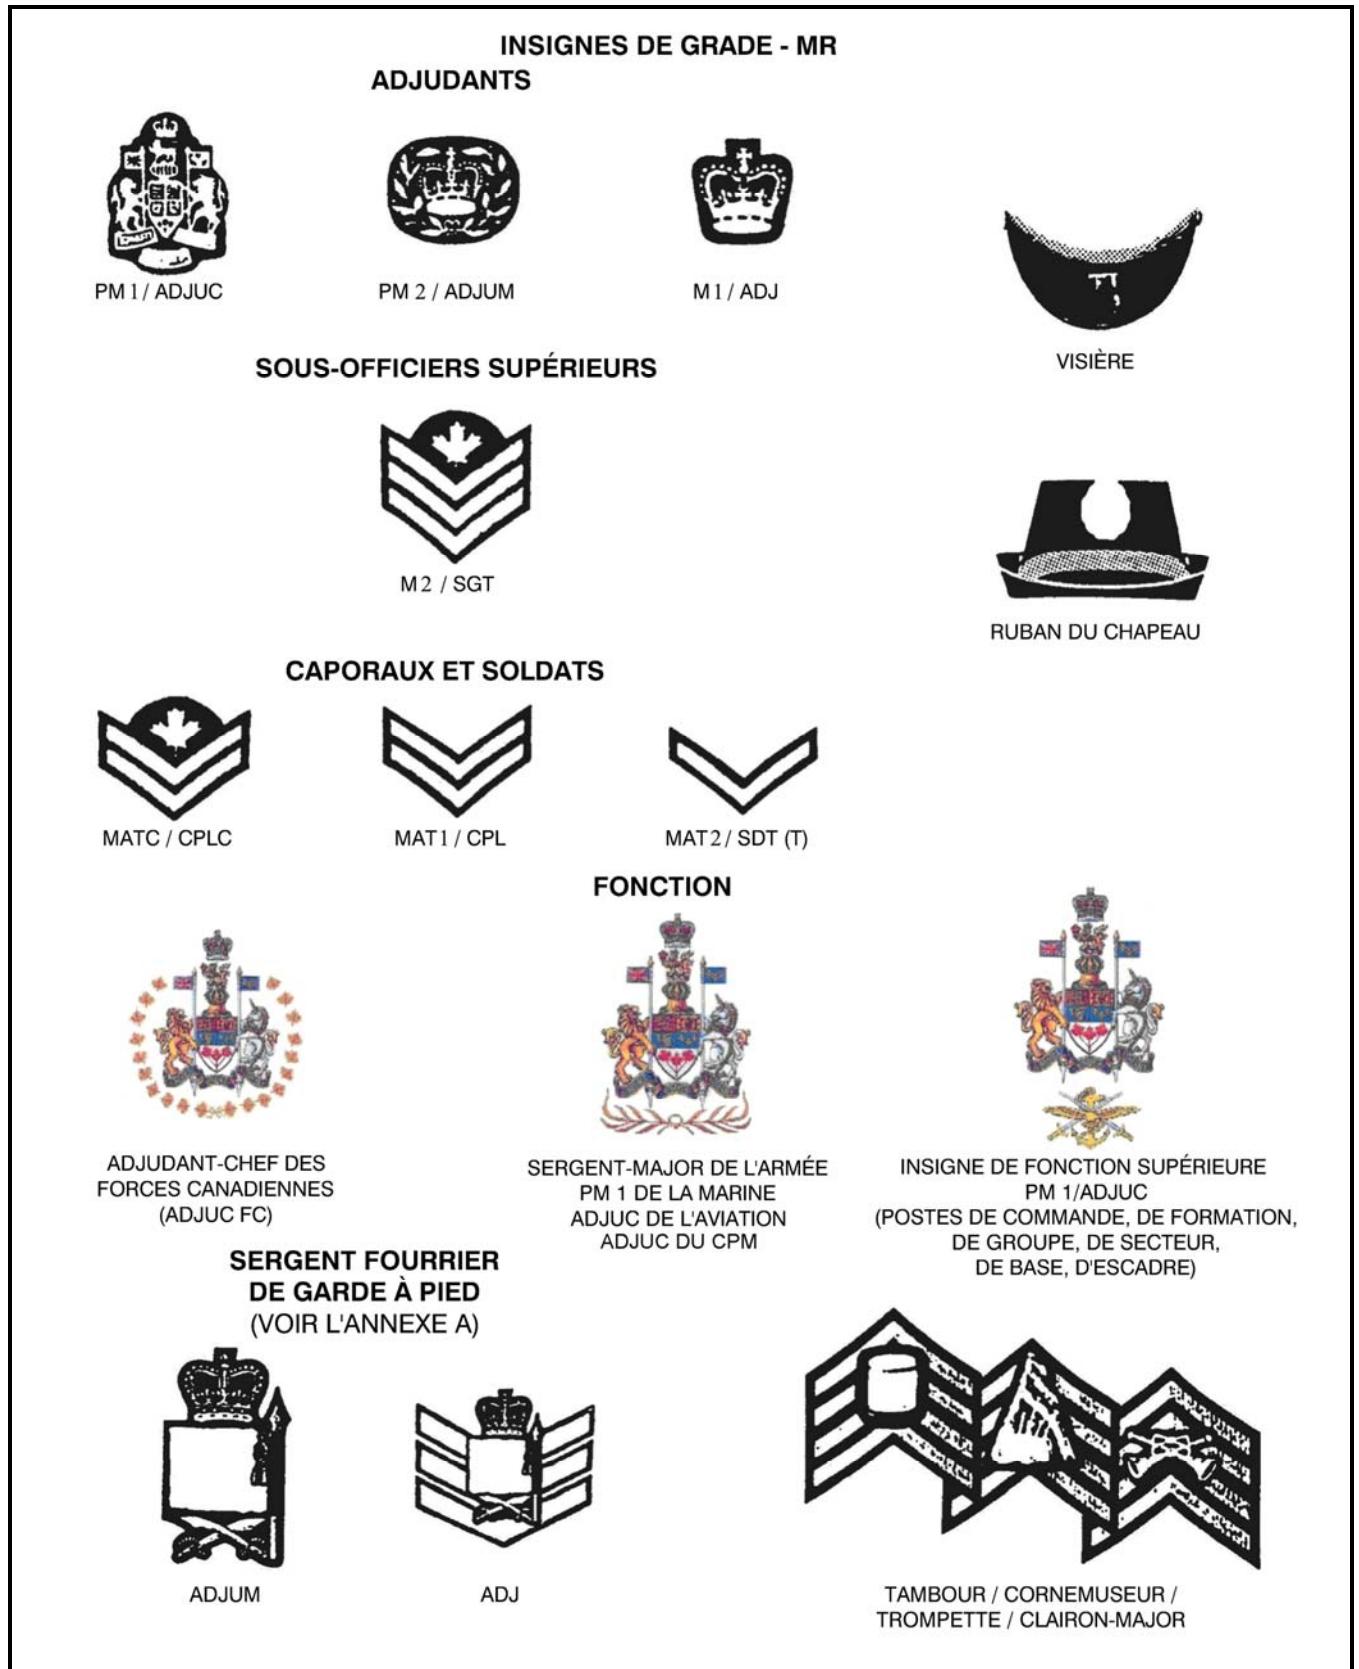 INSIGNES DE GRADE - MR
ADJUDANTS
PM 1 / ADJUC
PM 2 / ADJUM
M 1 / ADJ
VISIÈRE
SOUS-OFFICIERS SUPÉRIEURS
M 2 / SGT
RUBAN DU CHAPEAU
CAPORAUX ET SOLDATS
MATC / CPLC
MAT 1 / CPL
MAT 2 / SDT (T)
FONCTION
ADJUDANT-CHEF DES
FORCES CANADIENNES
(ADJUC FC)
SERGENT-MAJOR DE L'ARMÉE
PM 1 DE LA MARINE
ADJUC DE L'AVIATION
ADJUC DU CPM
INSIGNE DE FONCTION SUPÉRIEURE
PM 1/ADJUC
(POSTES DE COMMANDE, DE FORMATION,
DE GROUPE, DE SECTEUR,
DE BASE, D'ESCADRE)
SERGENT FOURRIER
DE GARDE À PIED
(VOIR L'ANNEXE A)
ADJUM
ADJ
TAMBOUR / CORNEMUSEUR /
TROMPETTE / CLAIRON-MAJOR